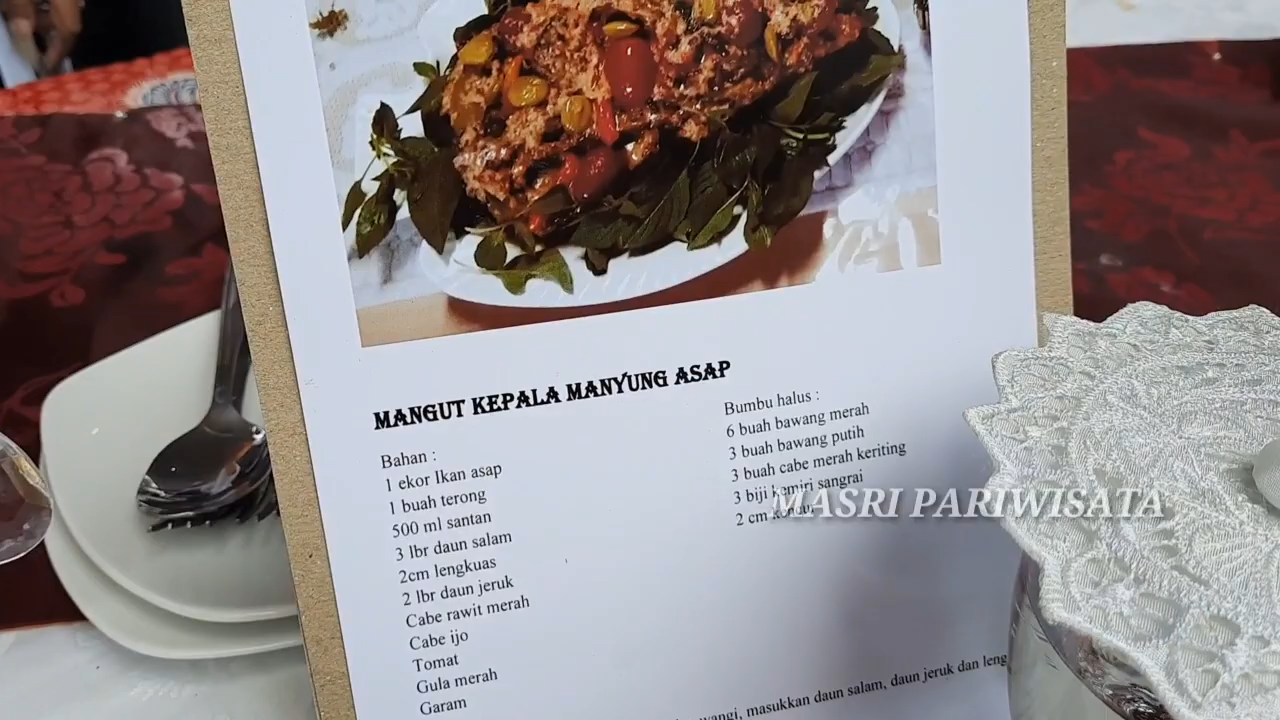 MANGUT KEPALA MANYUNG ASAP
Bahan :
1 ekor Ikan asap
1 buah terong
500 ml santan
3 lbr daun salam
2cm lengkuas
2 lbr daun jeruk
Cabe rawit merah
Cabe ijo
Tomat
Gula merah
Garam
Bumbu halus :
6 buah bawang merah
3 buah bawang putih
3 buah cabe merah keriting
3 biji kemiri sangrai
2 cm
MASRI PARIWISATA
masukkan daun salam, daun jeruk dan leng